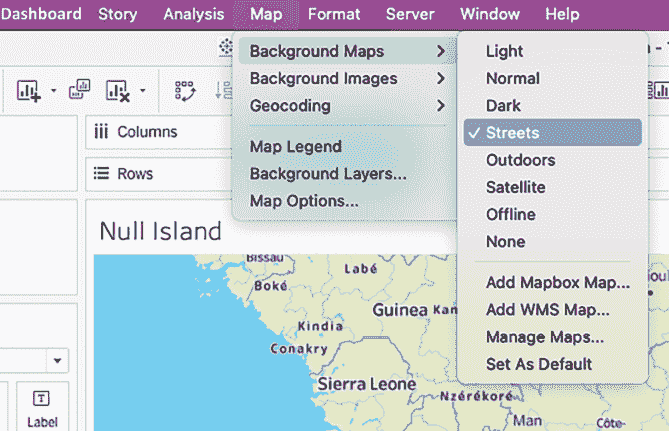 Dashboard Story Analysis Map Format Server Window Help
Background Maps
Background Images
Geocoding
Map Legend
Background Layers...
Map Options...
Light
Normal
Dark
✓ Streets
Outdoors
Satellite
Offline
None
Add Mapbox Map...
Add WMS Map...
Manage Maps...
Set As Default
Columns
Rows
Null Island
Bissau
Labé
Boké
Guinea
Kindia
Conakry
Sierra Leone
Nzérékoré
Man
Côte-
Label